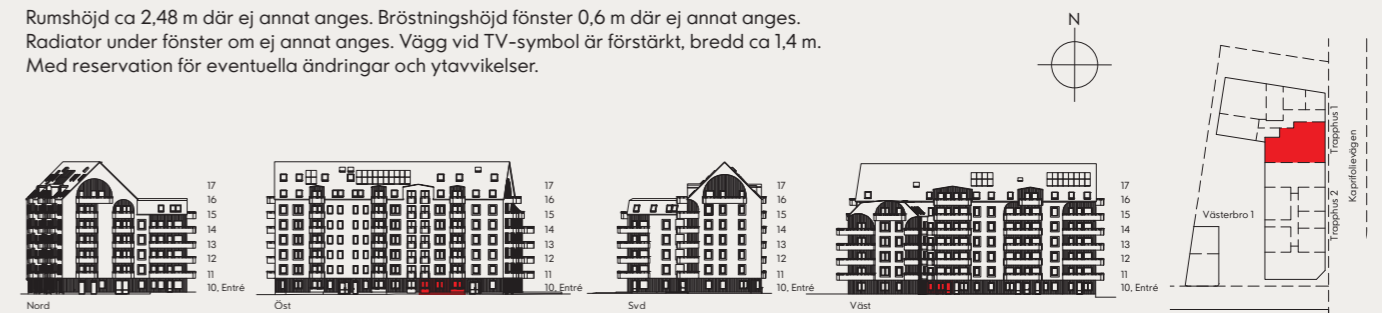 Rumshöjd ca 2,48 m där ej annat anges. Bröstningshöjd fönster 0,6 m där ej annat anges.
Radiator under fönster om ej annat anges. Vägg vid TV-symbol är förstärkt, bredd ca 1,4 m.
Med reservation för eventuella ändringar och ytavvikelser.
N
17
16
15
14
13
12
11
10, Entré
Nord
17
16
15
14
13
12
11
10, Entré
Öst
17
16
15
14
13
12
11
10, Entré
Syd
17
16
15
14
13
12
11
10, Entré
Väst
Trapphus 1
Kaprifolievägen
Västerbro 1
Trapphus 2